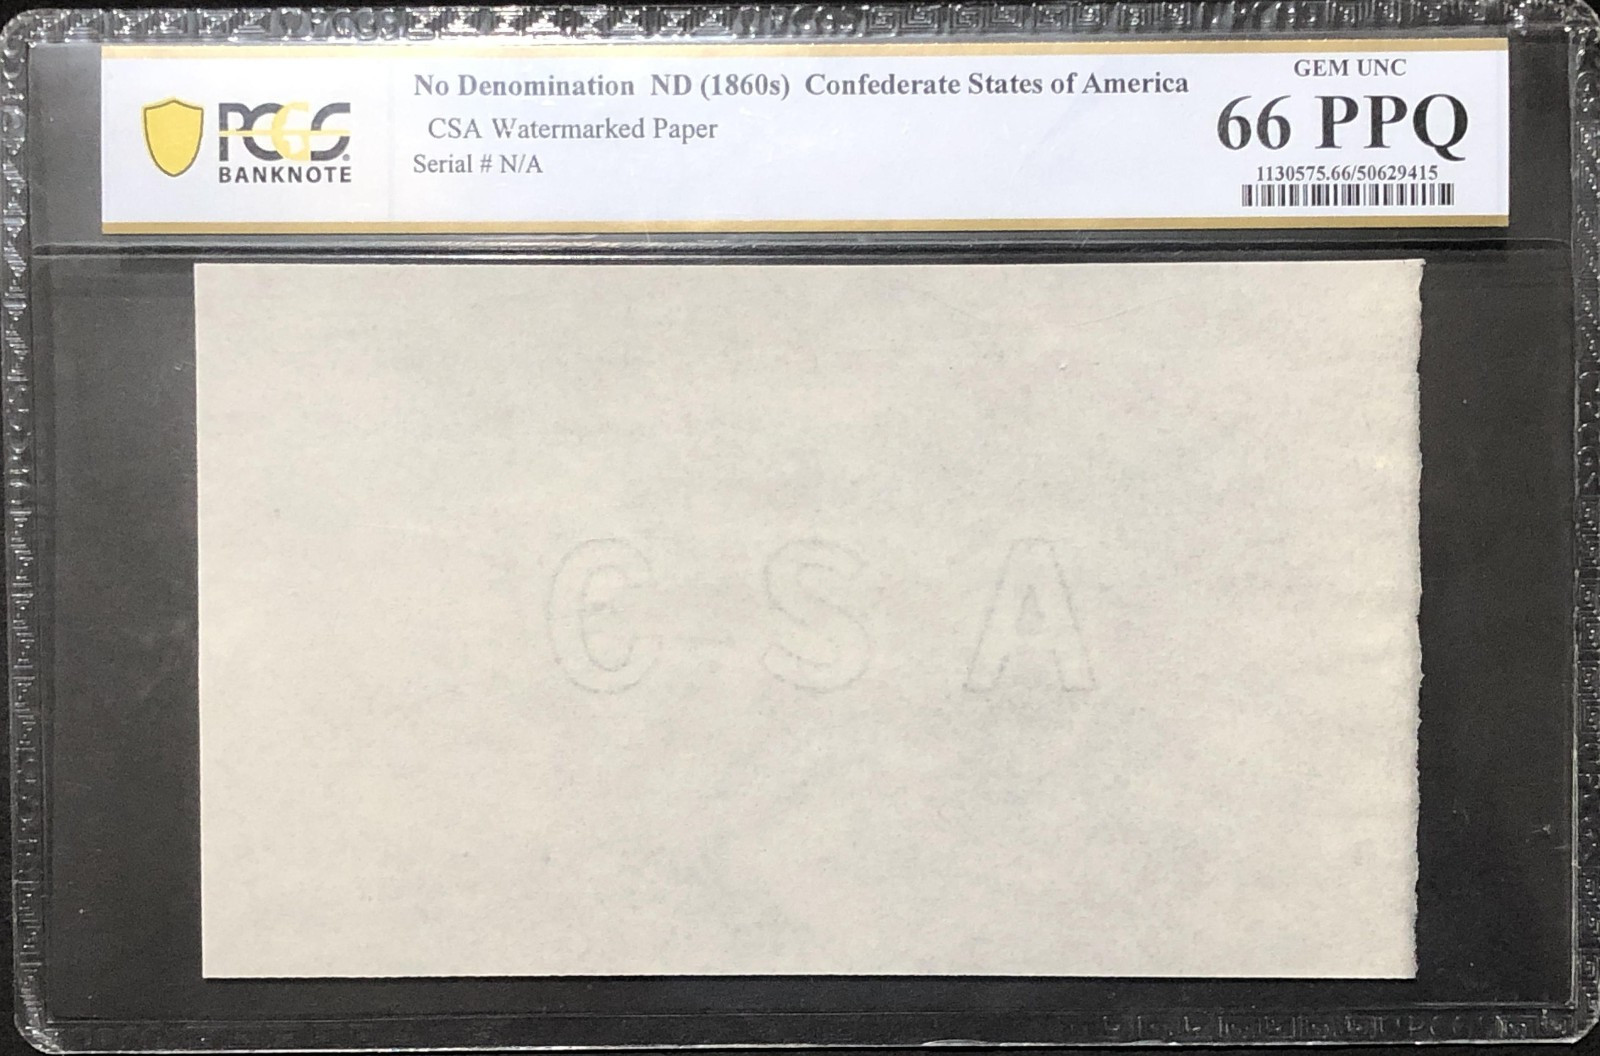 PCGS
BANKNOTE
No Denomination ND (1860s) Confederate States of America
CSA Watermarked Paper
Serial # N/A
GEM UNC
66 PPQ
1130575.66/50629415
C S A